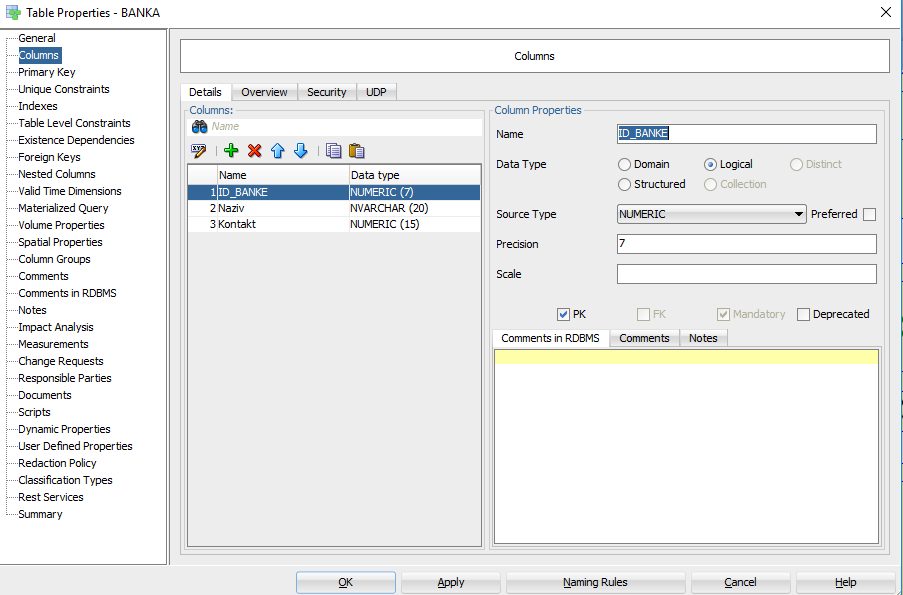 Table Properties - BANKA
General
Columns
Primary Key
Unique Constraints
Indexes
Table Level Constraints
Existence Dependencies
Foreign Keys
Nested Columns
Valid Time Dimensions
Materialized Query
Volume Properties
Spatial Properties
Column Groups
Comments
Comments in RDBMS
Notes
Impact Analysis
Measurements
Change Requests
Responsible Parties
Documents
Scripts
Dynamic Properties
User Defined Properties
Redaction Policy
Classification Types
Rest Services
Summary
Columns
Details Overview Security UDP
Columns:
Name
Name Data type
1 ID_BANKE NUMERIC (7)
2 Naziv NVARCHAR (20)
3 Kontakt NUMERIC (15)
Column Properties
Name ID_BANKE
Data Type Domain Logical Distinct
Structured Collection
Source Type NUMERIC Preferred
Precision 7
Scale
PK FK Mandatory Deprecated
Comments in RDBMS Comments Notes
OK Apply Naming Rules Cancel Help